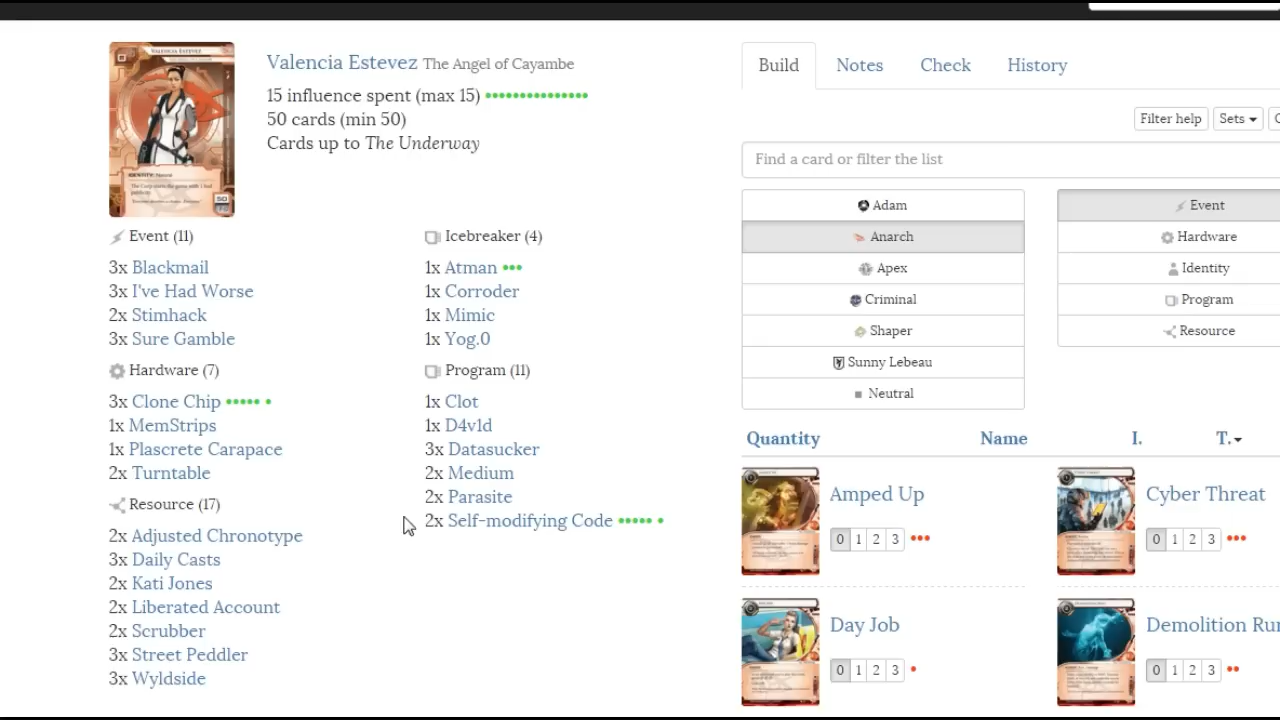 VALENCIA ESTEVEZ
Valencia Estevez The Angel of Cayambe
15 influence spent (max 15)
50 cards (min 50)
Cards up to The Underway
Event (11)
3x Blackmail
3x I've Had Worse
2x Stimhack
3x Sure Gamble
Hardware (7)
3x Clone Chip
1x MemStrips
1x Plascrete Carapace
2x Turntable
Resource (17)
2x Adjusted Chronotype
3x Daily Casts
2x Kati Jones
2x Liberated Account
2x Scrubber
3x Street Peddler
3x Wyldside
Icebreaker (4)
1x Atman
1x Corroder
1x Mimic
1x Yog.0
Program (11)
1x Clot
1x D4v1d
3x Datasucker
2x Medium
2x Parasite
2x Self-modifying Code
Build Notes Check History
Filter help Sets
Find a card or filter the list
Adam
Anarch
Apex
Criminal
Shaper
Sunny Lebeau
Neutral
Event
Hardware
Identity
Program
Resource
Quantity Name I. T.
Amped Up
0 1 2 3
Cyber Threat
0 1 2 3
Day Job
0 1 2 3
Demolition Ru
0 1 2 3